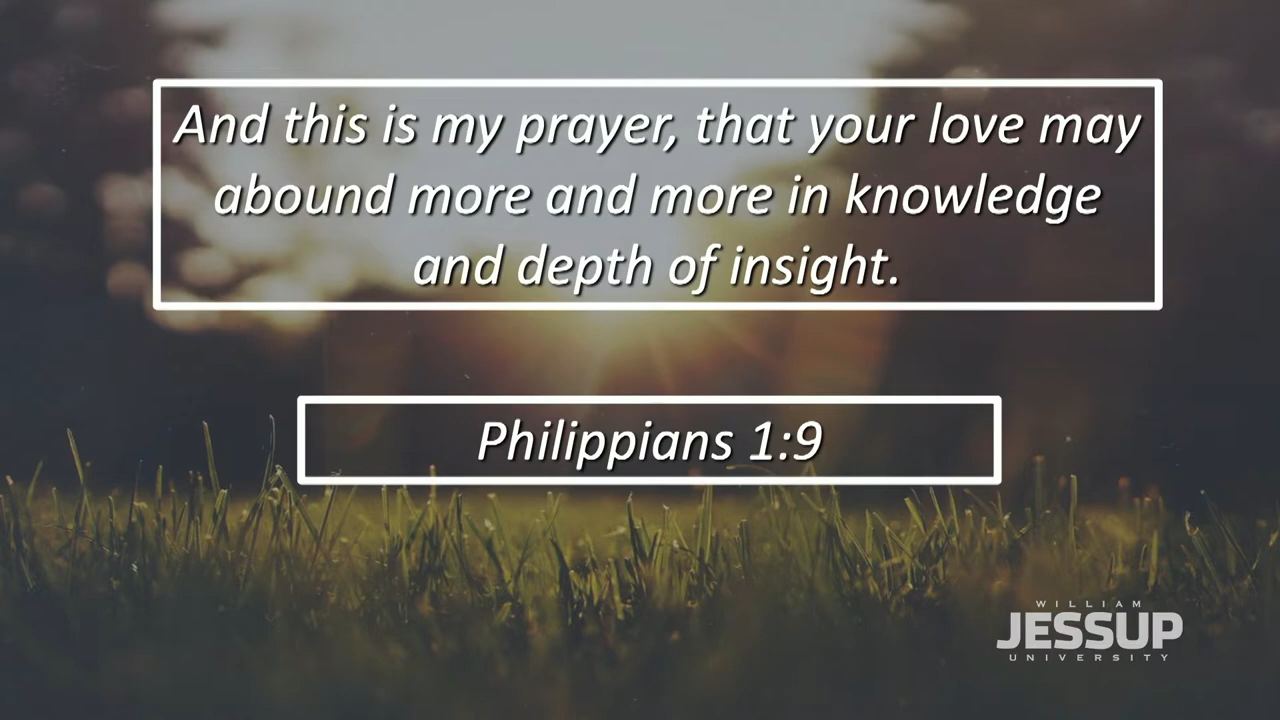 And this is my prayer, that your love may
abound more and more in knowledge
and depth of insight.
Philippians 1:9
WILLIAM
JESSUP
UNIVERSITY